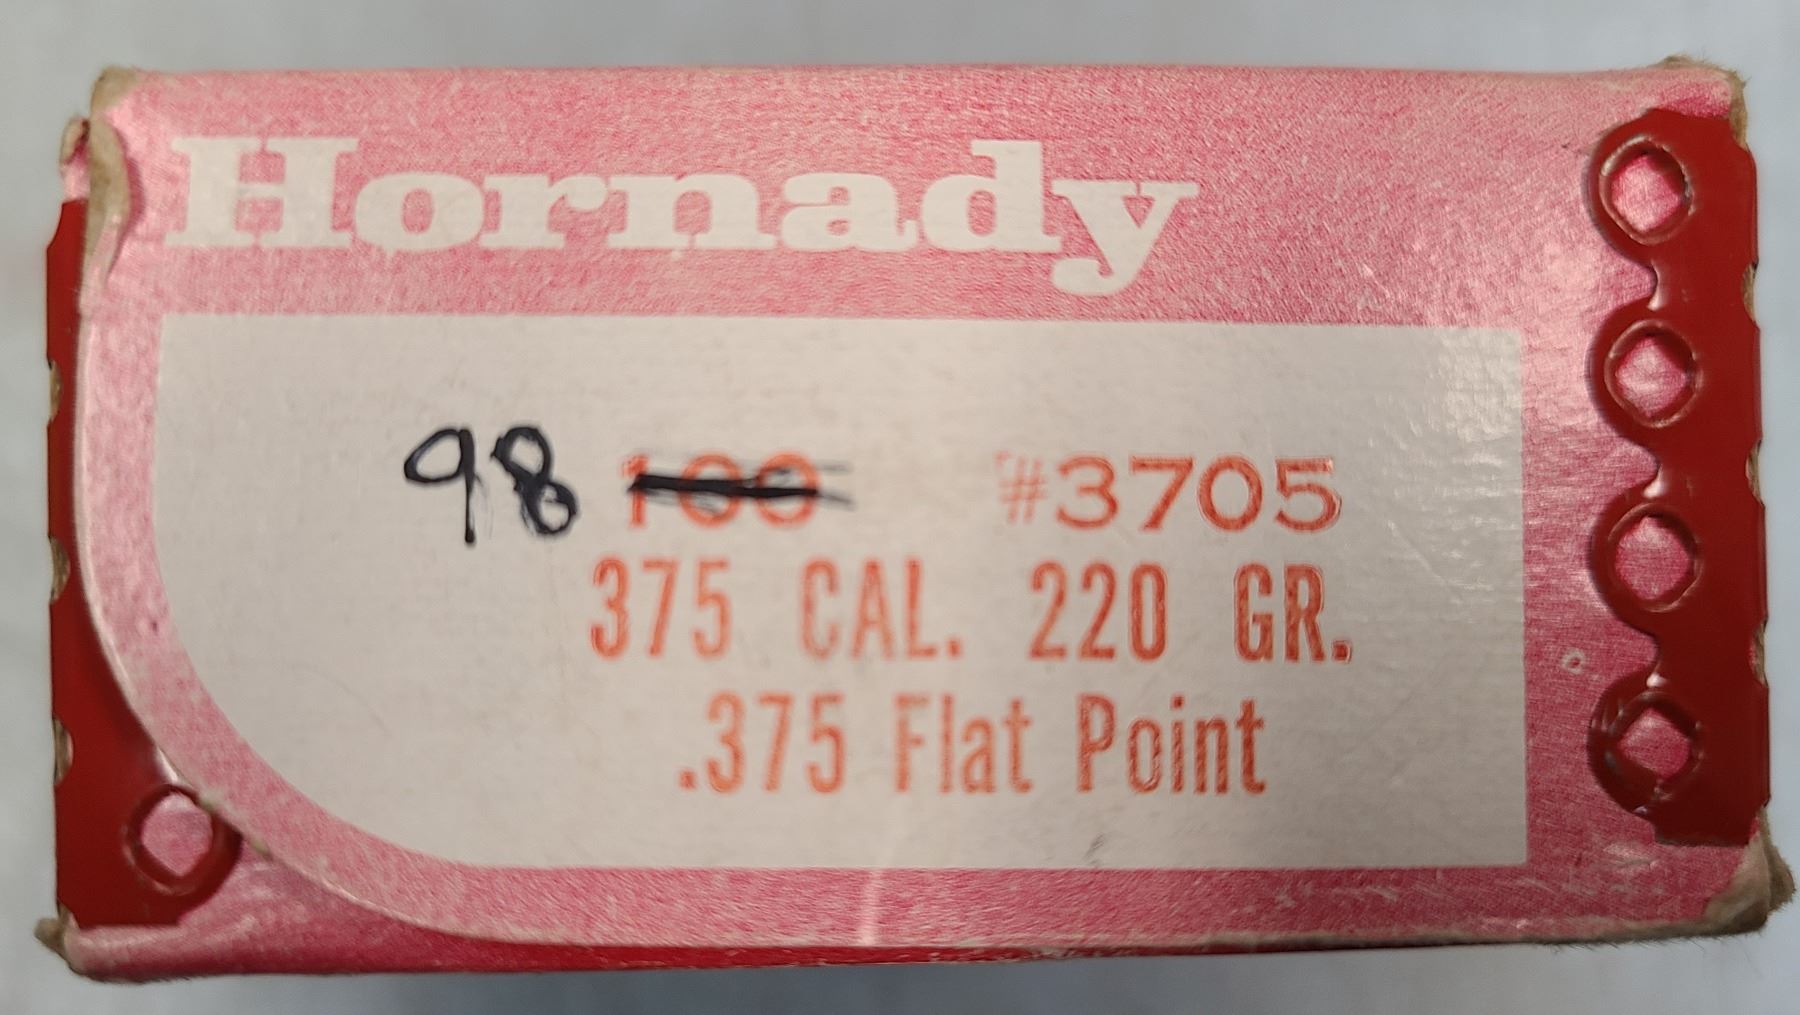 Hornady
98 100 #3705
375 CAL. 220 GR.
.375 Flat Point